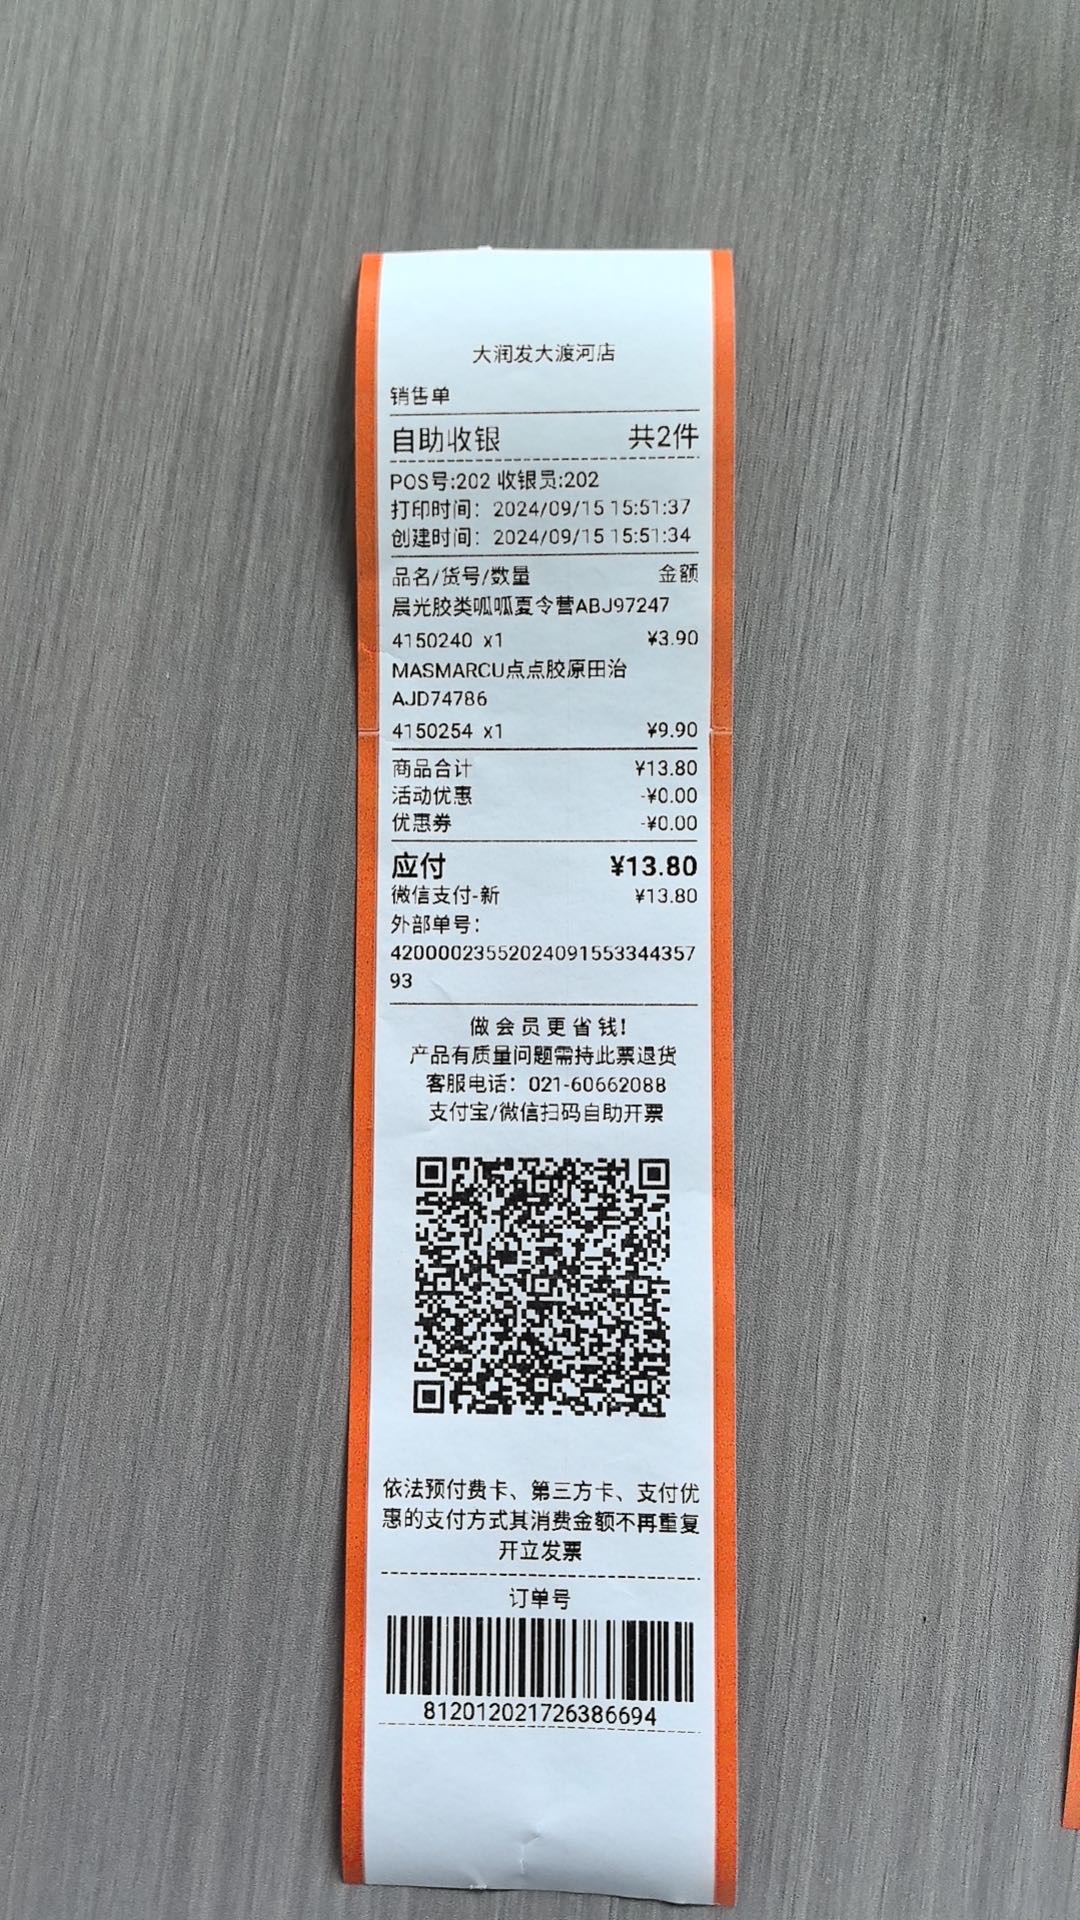 大润发大渡河店
销售单
自助收银 共2件
POS号:202 收银员:202
打印时间：2024/09/15 15:51:37
创建时间：2024/09/15 15:51:34
品名/货号/数量 金额
晨光胶类呱呱夏令营ABJ97247
4150240 x1 ¥3.90
MASMARCU点点胶原田治
AJD74786
4150254 x1 ¥9.90
商品合计 ¥13.80
活动优惠 -¥0.00
优惠券 -¥0.00
应付 ¥13.80
微信支付-新 ¥13.80
外部单号：
42000023552024091553344357
93
做会员更省钱!
产品有质量问题需持此票退货
客服电话：021-60662088
支付宝/微信扫码自助开票
依法预付费卡、第三方卡、支付优
惠的支付方式其消费金额不再重复
开立发票
订单号
812012021726386694